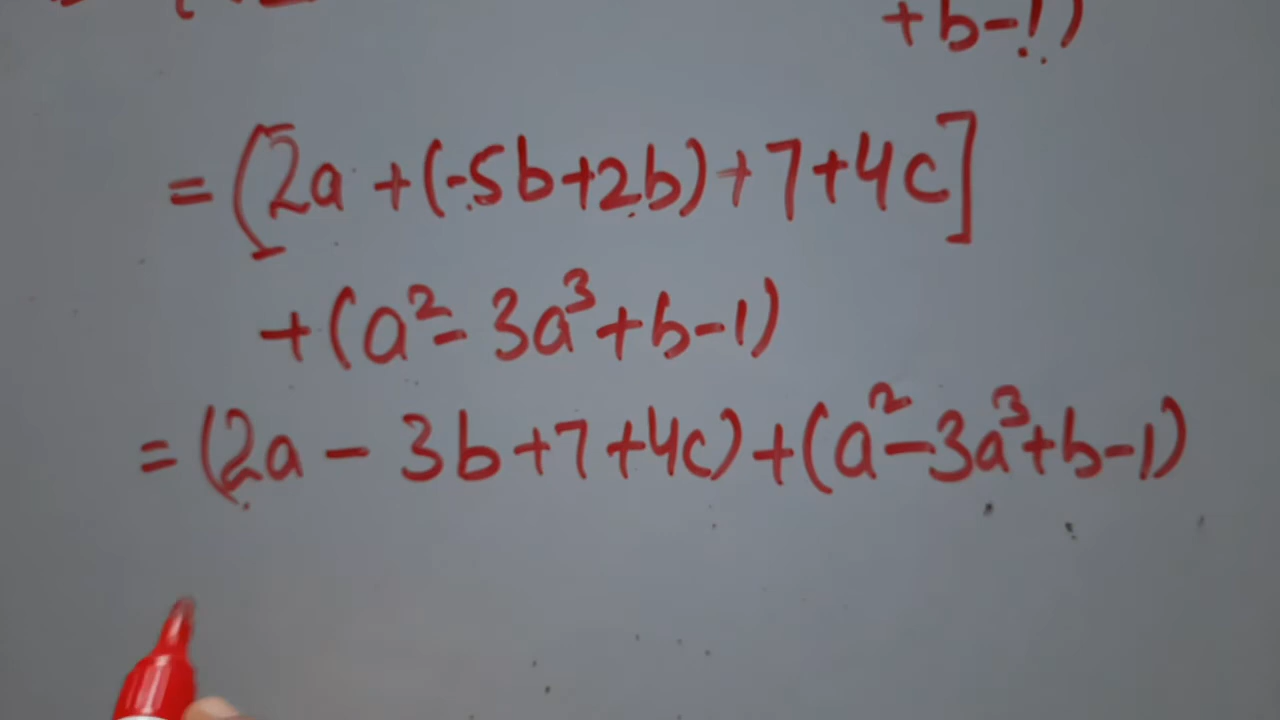 + b - 1)
= [2a + (-5b + 2b) + 7 + 4c]
+ (a² - 3a³ + b - 1)
= (2a - 3b + 7 + 4c) + (a² - 3a³ + b - 1)